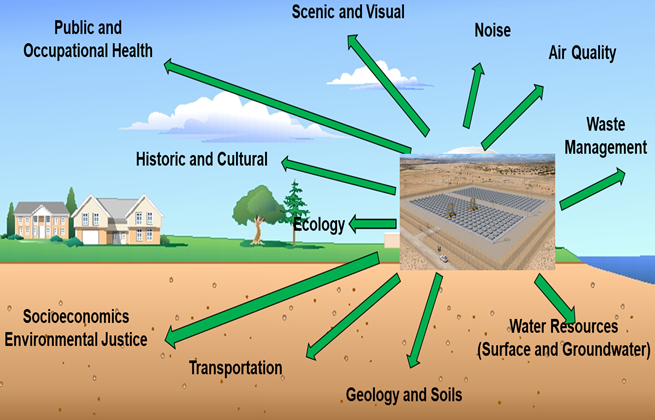 Scenic and Visual
Public and
Occupational Health
Noise
Air Quality
Waste
Management
Historic and Cultural
Ecology
Socioeconomics
Environmental Justice
Water Resources
(Surface and Groundwater)
Transportation
Geology and Soils